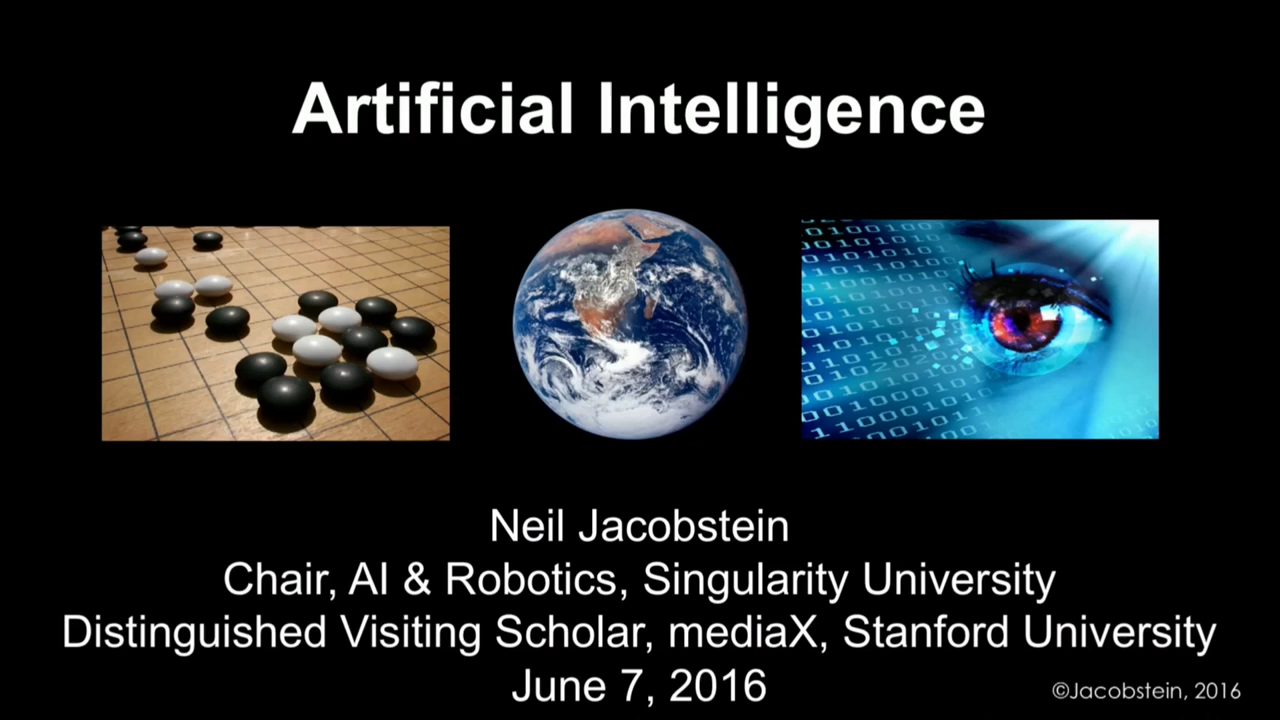 Artificial Intelligence
Neil Jacobstein
Chair, AI & Robotics, Singularity University
Distinguished Visiting Scholar, mediaX, Stanford University
June 7, 2016
©Jacobstein, 2016